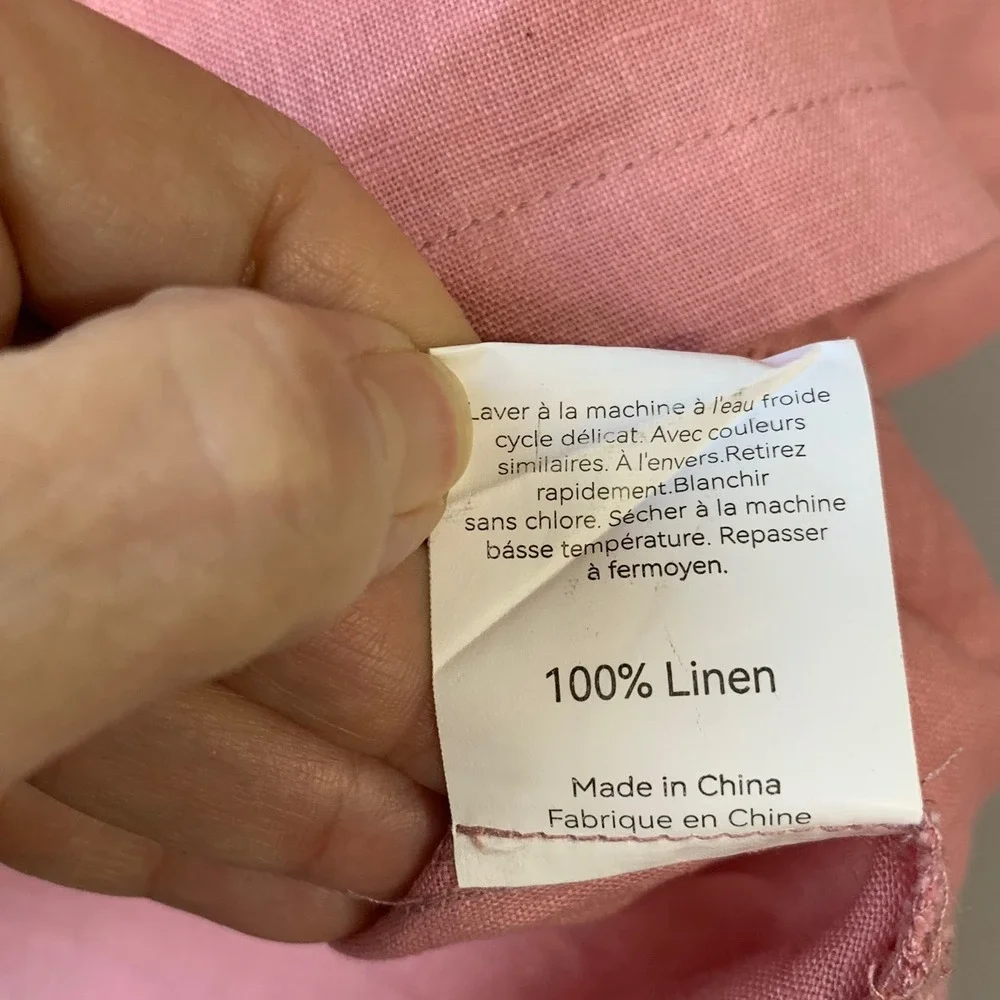 Laver à la machine à l'eau froide
cycle délicat. Avec couleurs
similaires. À l'envers.Retirez
rapidement.Blanchir
sans chlore. Sécher à la machine
básse température. Repasser
à fermoyen.
100% Linen
Made in China
Fabrique en Chine